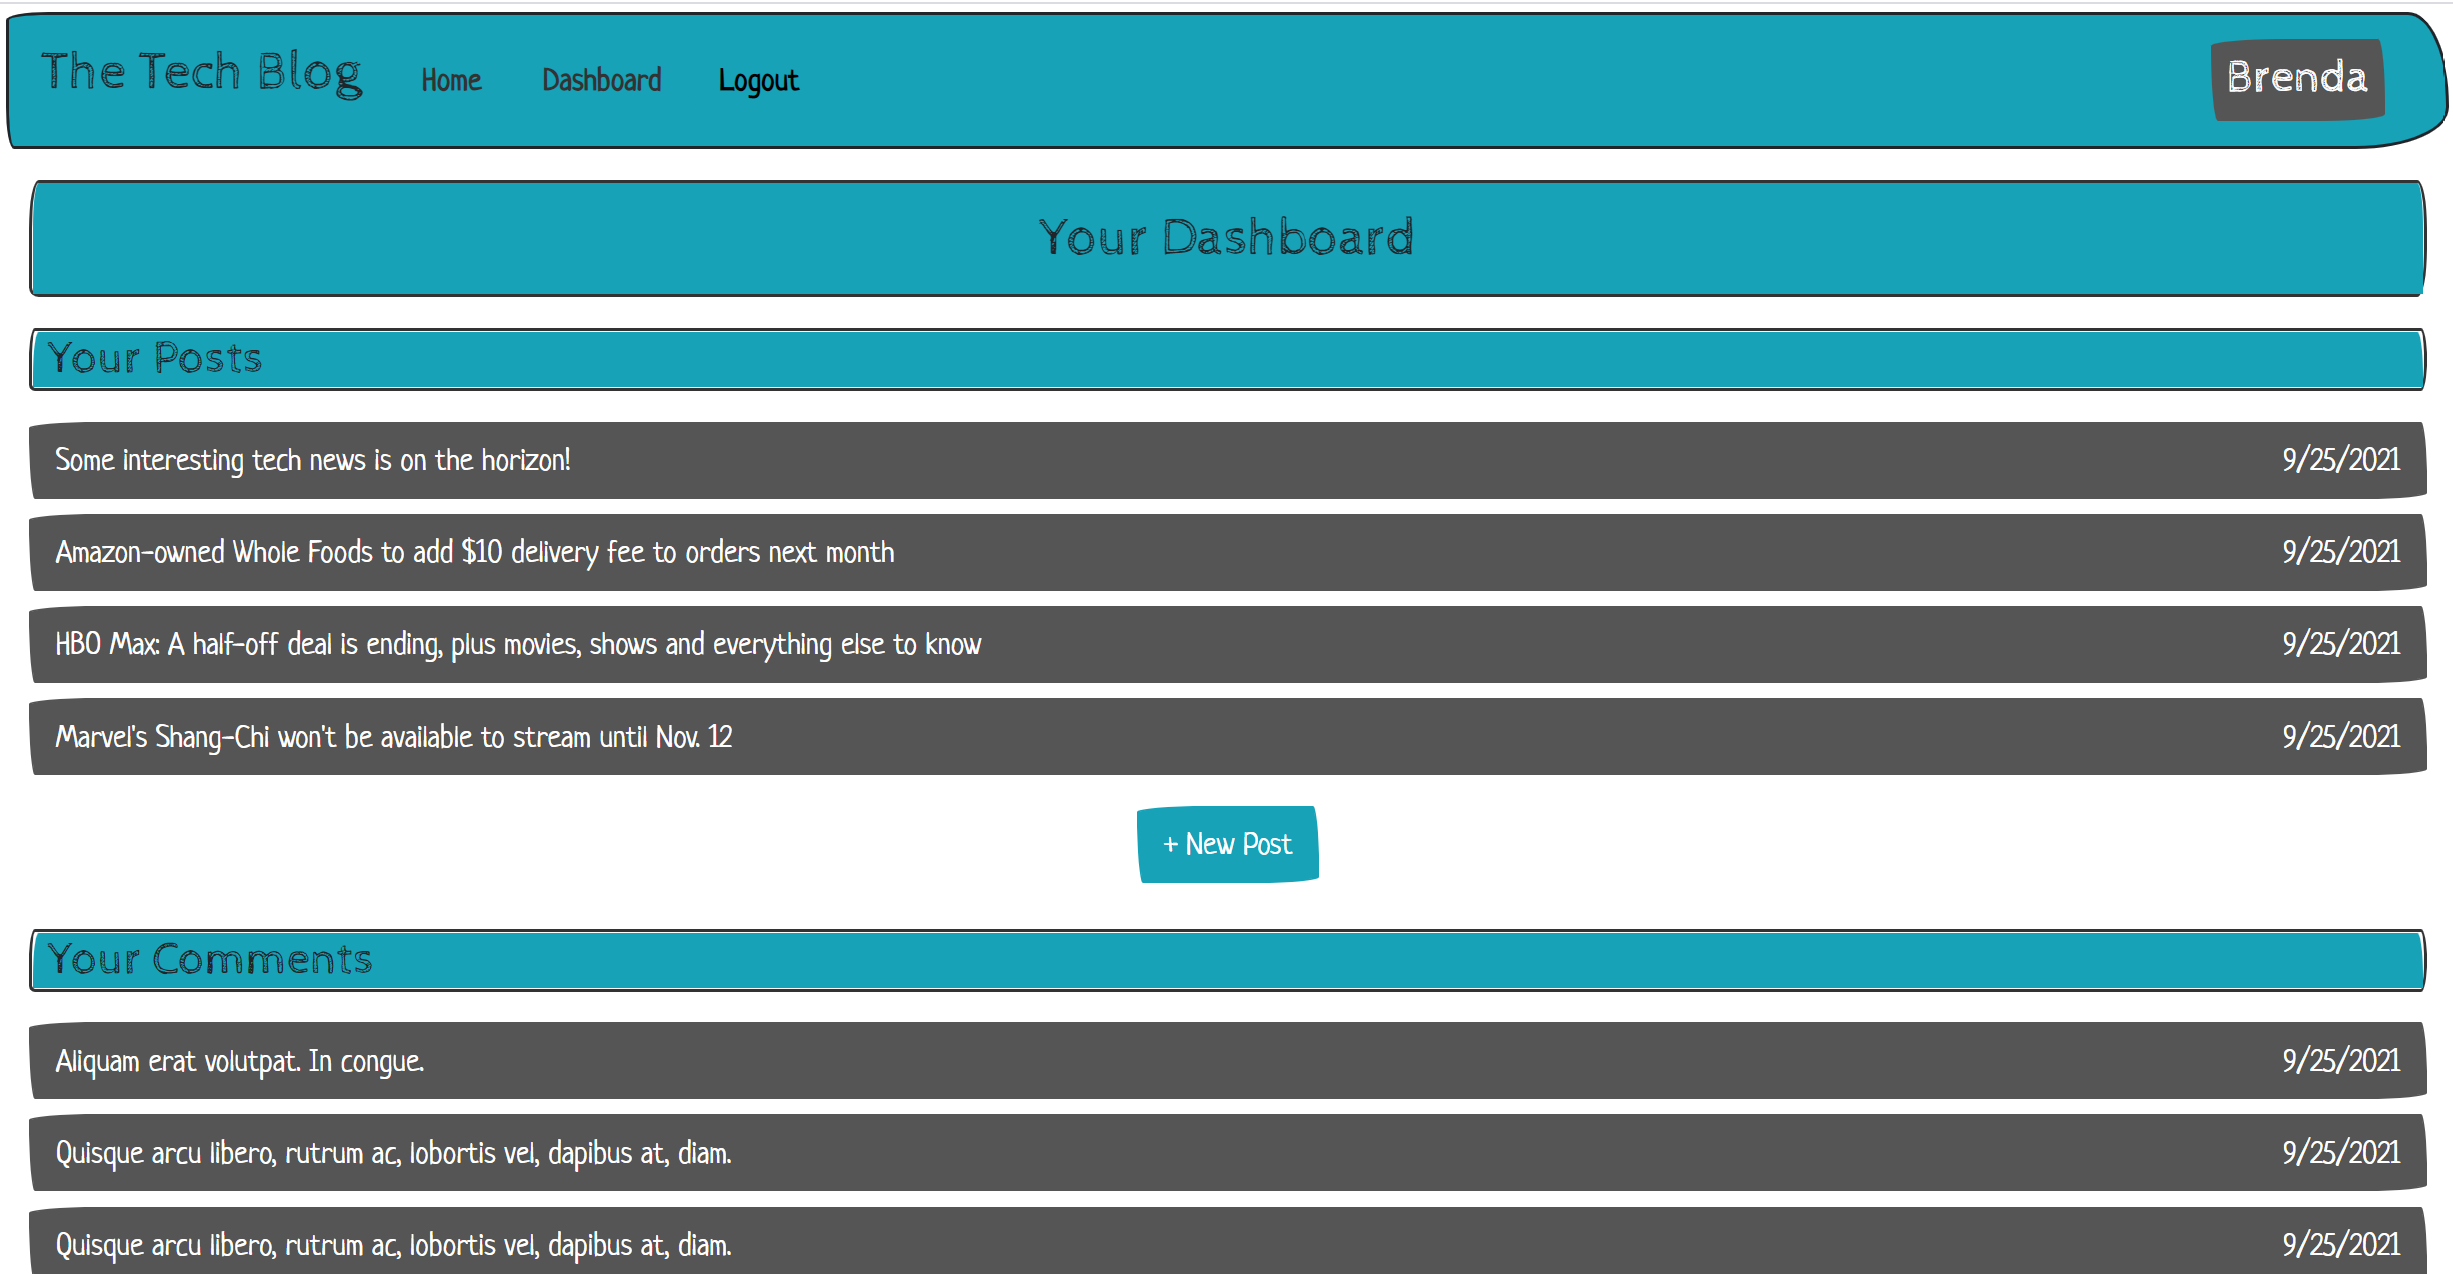 The Tech Blog Home Dashboard Logout Brenda
Your Dashboard
Your Posts
Some interesting tech news is on the horizon! 9/25/2021
Amazon-owned Whole Foods to add $10 delivery fee to orders next month 9/25/2021
HBO Max: A half-off deal is ending, plus movies, shows and everything else to know 9/25/2021
Marvel's Shang-Chi won't be available to stream until Nov. 12 9/25/2021
+ New Post
Your Comments
Aliquam erat volutpat. In congue. 9/25/2021
Quisque arcu libero, rutrum ac, lobortis vel, dapibus at, diam. 9/25/2021
Quisque arcu libero, rutrum ac, lobortis vel, dapibus at, diam. 9/25/2021